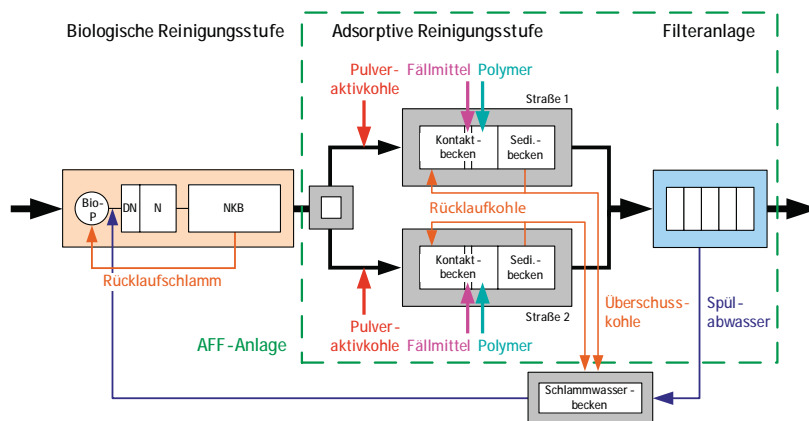 Biologische Reinigungsstufe
Adsorptive Reinigungsstufe
Filteranlage
Pulver-
aktivkohle
Fällmittel
Polymer
Straße 1
Kontakt-
becken
Sedi.-
becken
Bio-
P
DN
N
NKB
Rücklaufkohle
Rücklaufschlamm
Kontakt-
becken
Sedi.-
becken
Straße 2
Pulver-
aktivkohle
Fällmittel
Polymer
Überschuss-
kohle
Spül-
abwasser
AFF-Anlage
Schlammwasser-
becken